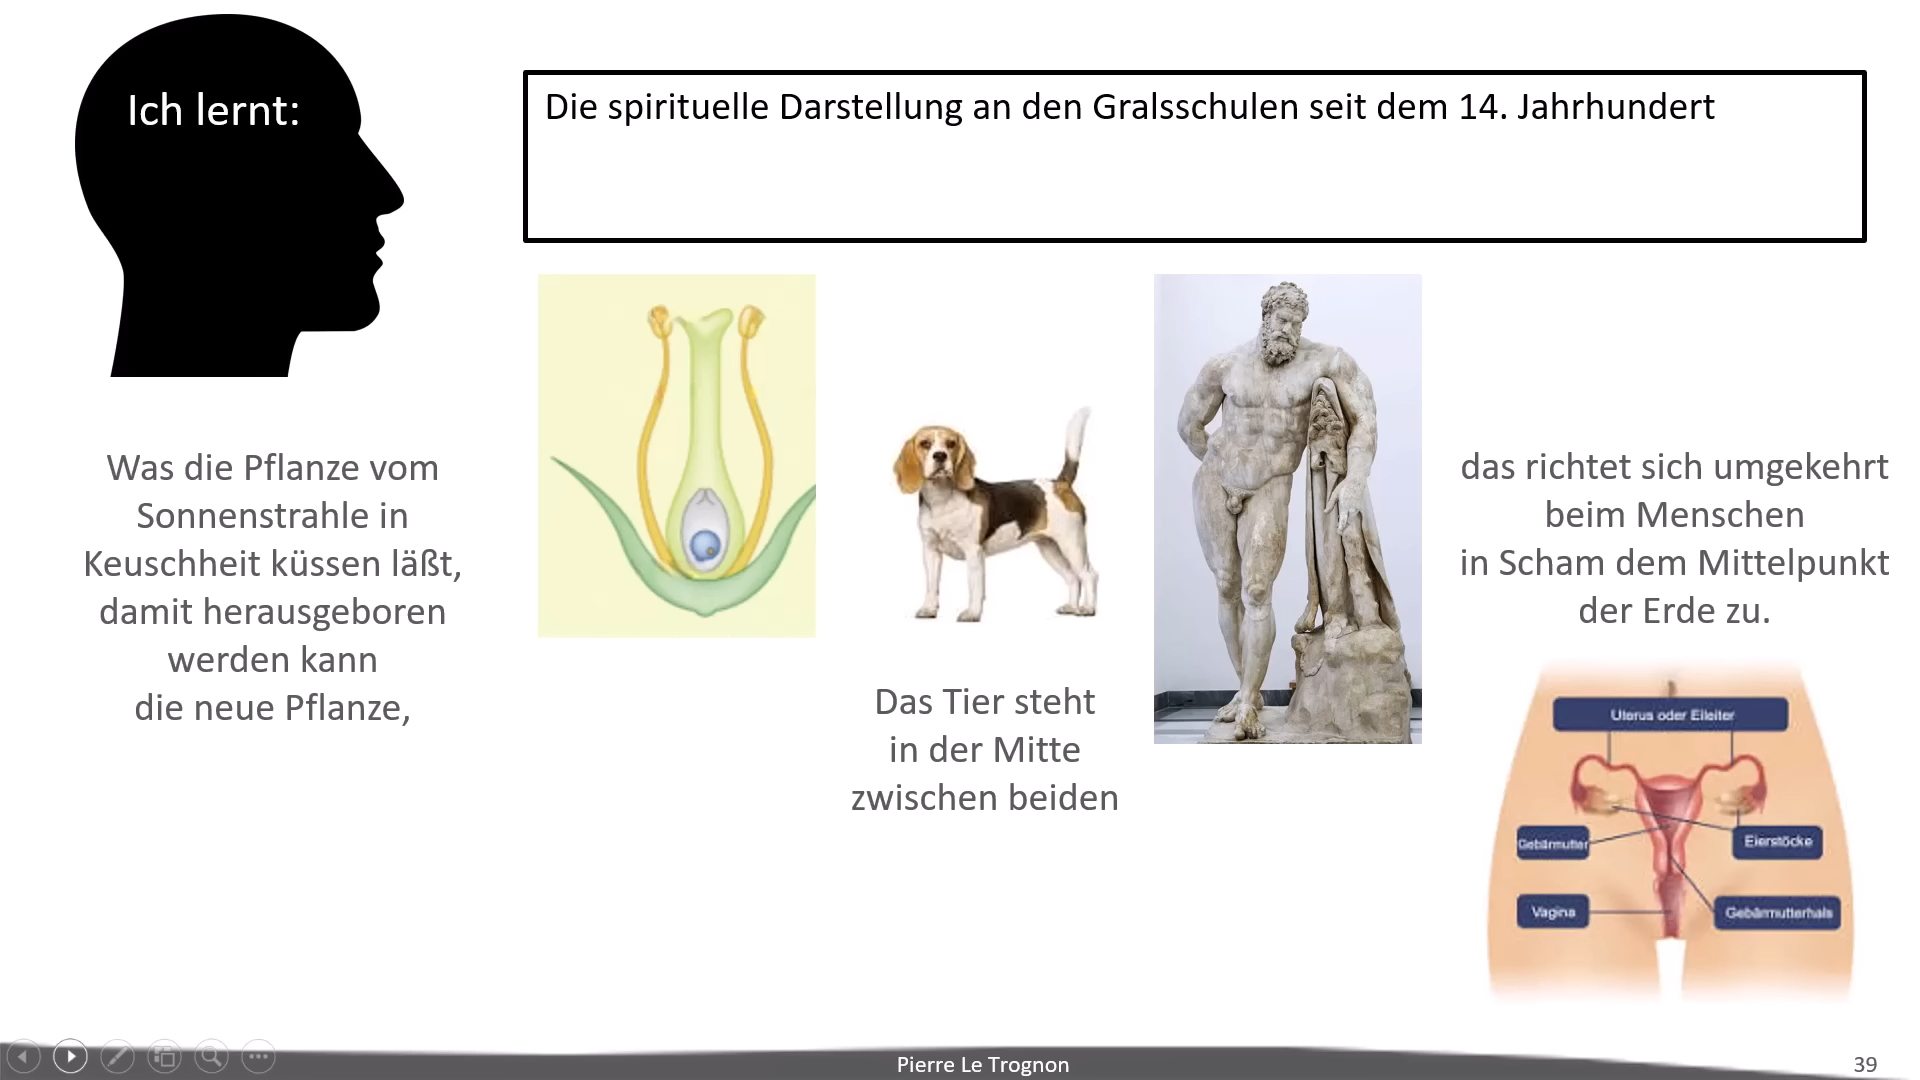 Ich lernt:
Die spirituelle Darstellung an den Gralsschulen seit dem 14. Jahrhundert
Was die Pflanze vom
Sonnenstrahle in
Keuschheit küssen läßt,
damit herausgeboren
werden kann
die neue Pflanze,
Das Tier steht
in der Mitte
zwischen beiden
das richtet sich umgekehrt
beim Menschen
in Scham dem Mittelpunkt
der Erde zu.
Uterus oder Eileiter
Gebärmutter
Eierstöcke
Vagina
Gebärmutterhals
Pierre Le Trognon
39